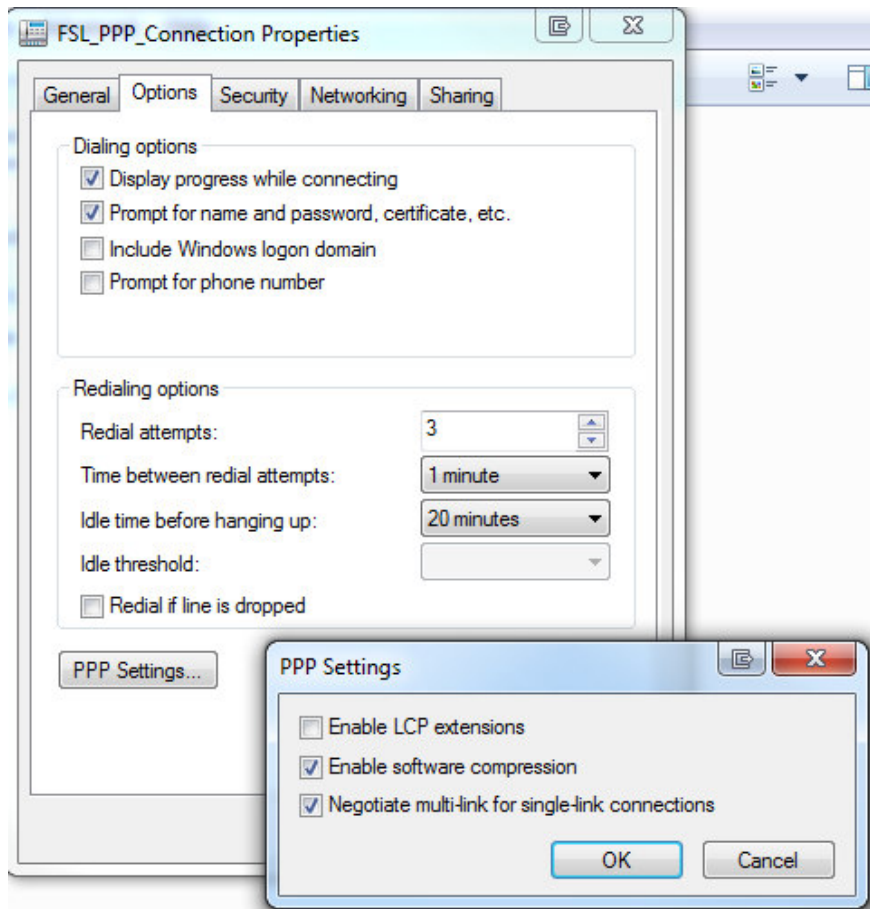 FSL_PPP_Connection Properties
General Options Security Networking Sharing
Dialing options
Display progress while connecting
Prompt for name and password, certificate, etc.
Include Windows logon domain
Prompt for phone number
Redialing options
Redial attempts: 3
Time between redial attempts: 1 minute
Idle time before hanging up: 20 minutes
Idle threshold:
Redial if line is dropped
PPP Settings...
PPP Settings
Enable LCP extensions
Enable software compression
Negotiate multi-link for single-link connections
OK Cancel